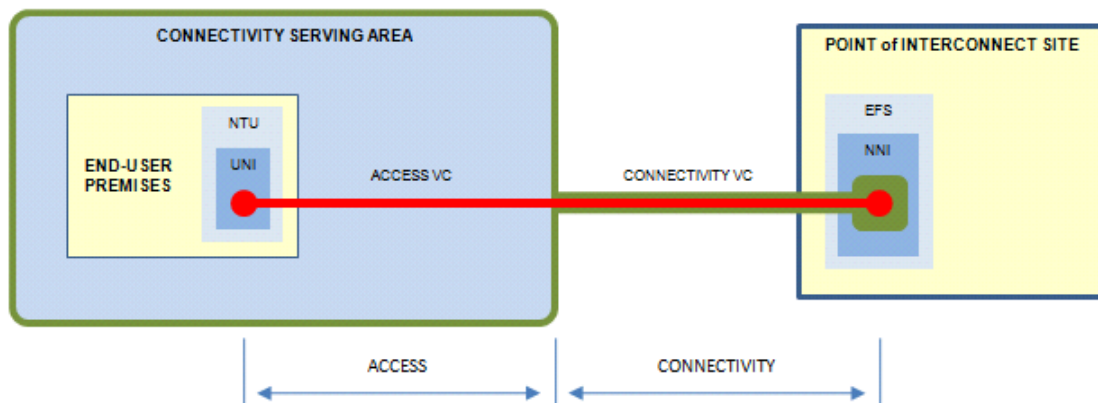 CONNECTIVITY SERVING AREA
POINT of INTERCONNECT SITE
NTU
EFS
END-USER
PREMISES
UNI
NNI
ACCESS VC
CONNECTIVITY VC
ACCESS
CONNECTIVITY